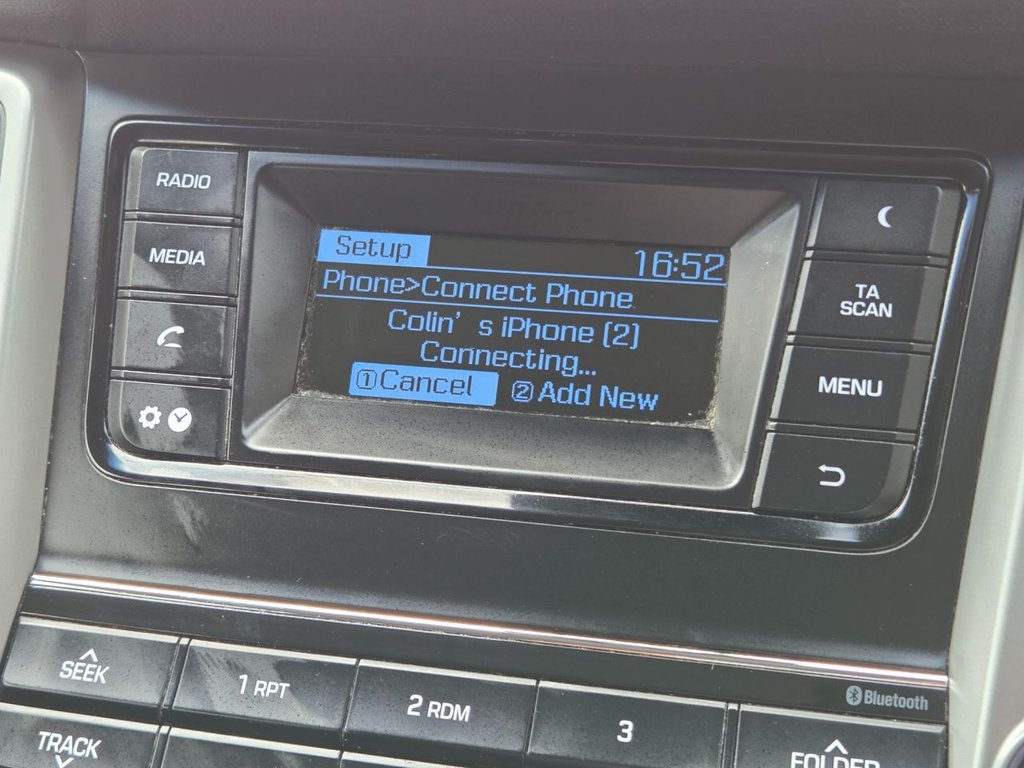 RADIO
MEDIA
Setup 16:52
Phone>Connect Phone
Colin's iPhone (2)
Connecting...
①Cancel ②Add New
TA
SCAN
MENU
SEEK
1 RPT
2 RDM
3
Bluetooth
TRACK
FOLDER